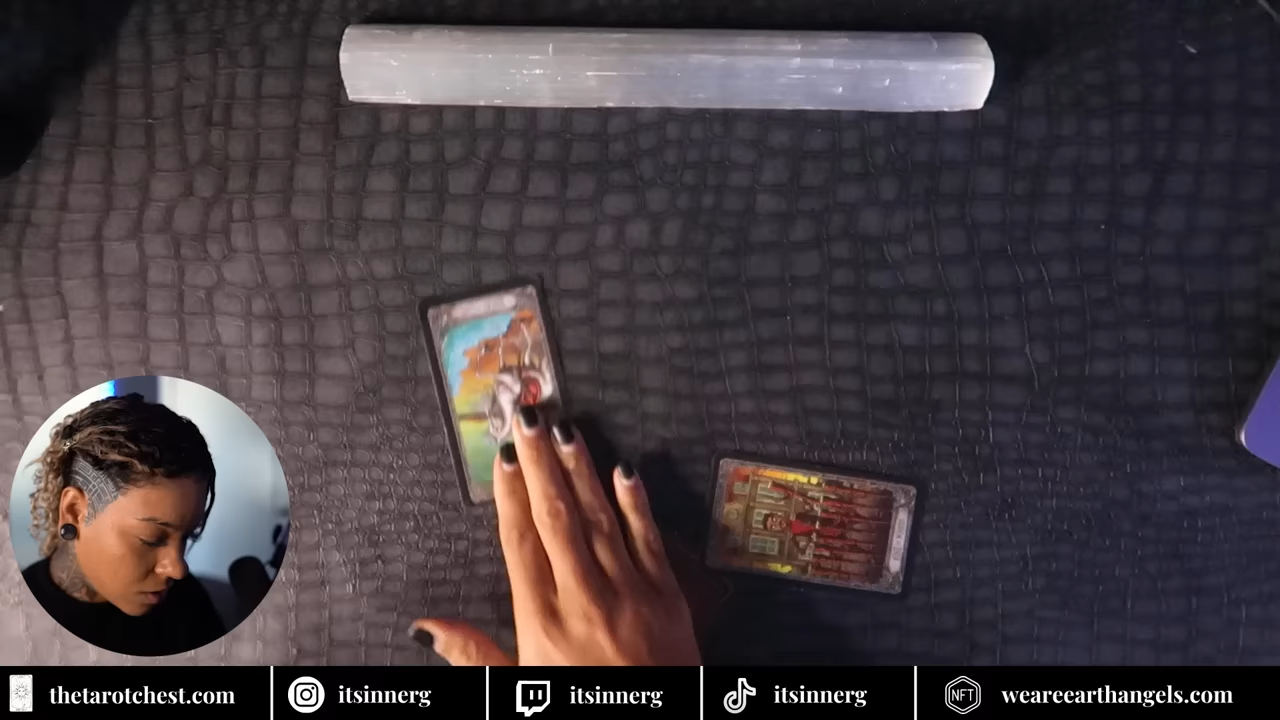 thetarotchest.com
itsinnerg
itsinnerg
itsinnerg
NFT
weareearthangels.com